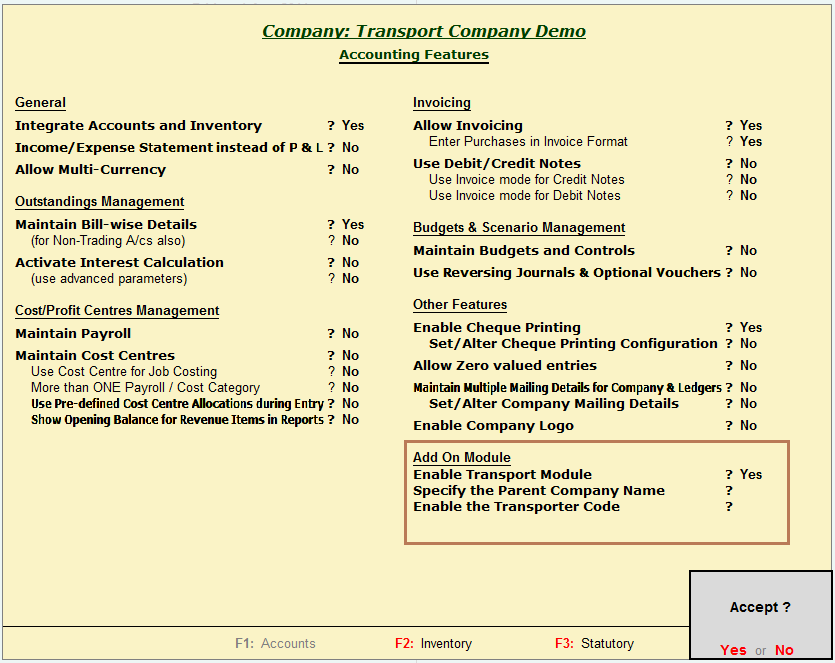 Company: Transport Company Demo
Accounting Features
General
Integrate Accounts and Inventory ? Yes
Income/Expense Statement instead of P & L ? No
Allow Multi-Currency ? No
Outstandings Management
Maintain Bill-wise Details ? Yes
(for Non-Trading A/cs also) ? No
Activate Interest Calculation ? No
(use advanced parameters) ? No
Cost/Profit Centres Management
Maintain Payroll ? No
Maintain Cost Centres ? No
Use Cost Centre for Job Costing ? No
More than ONE Payroll / Cost Category ? No
Use Pre-defined Cost Centre Allocations during Entry ? No
Show Opening Balance for Revenue Items in Reports ? No
Invoicing
Allow Invoicing ? Yes
Enter Purchases in Invoice Format ? Yes
Use Debit/Credit Notes ? No
Use Invoice mode for Credit Notes ? No
Use Invoice mode for Debit Notes ? No
Budgets & Scenario Management
Maintain Budgets and Controls ? No
Use Reversing Journals & Optional Vouchers ? No
Other Features
Enable Cheque Printing ? Yes
Set/Alter Cheque Printing Configuration ? No
Allow Zero valued entries ? No
Maintain Multiple Mailing Details for Company & Ledgers ? No
Set/Alter Company Mailing Details ? No
Enable Company Logo ? No
Add On Module
Enable Transport Module ? Yes
Specify the Parent Company Name ?
Enable the Transporter Code ?
Accept ?
Yes or No
F1: Accounts F2: Inventory F3: Statutory